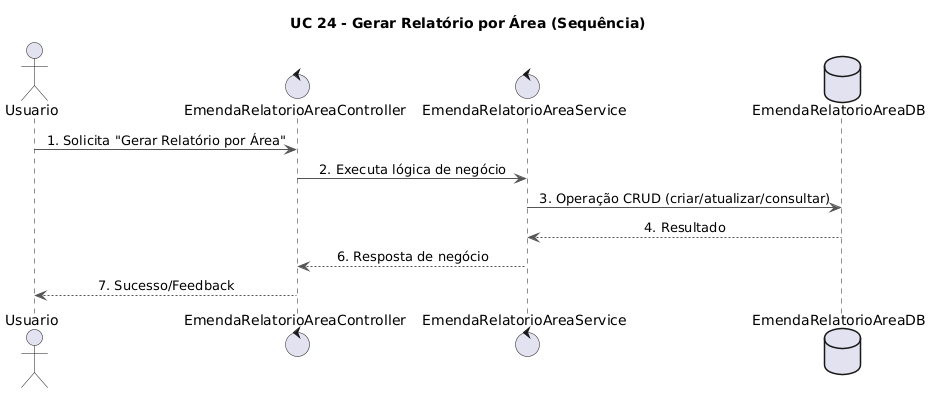 UC 24 - Gerar Relatório por Área (Sequência)
Usuario
EmendaRelatorioAreaController
EmendaRelatorioAreaService
EmendaRelatorioAreaDB
1. Solicita "Gerar Relatório por Área"
2. Executa lógica de negócio
3. Operação CRUD (criar/atualizar/consultar)
4. Resultado
6. Resposta de negócio
7. Sucesso/Feedback
Usuario
EmendaRelatorioAreaController
EmendaRelatorioAreaService
EmendaRelatorioAreaDB